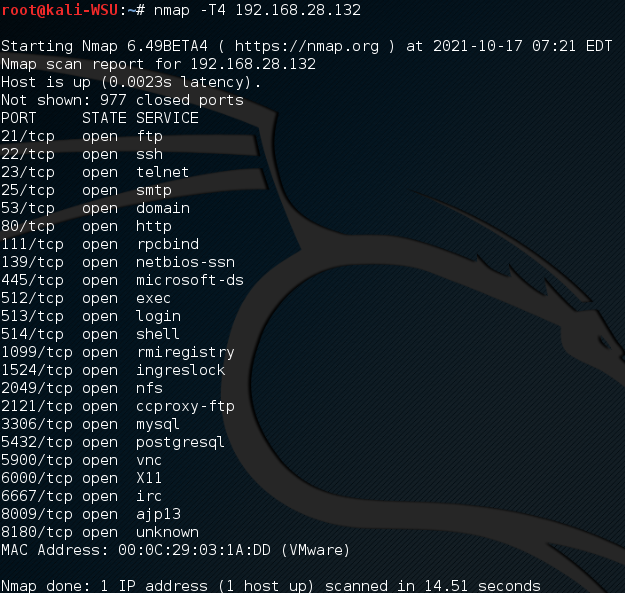 root@kali-WSU:~# nmap -T4 192.168.28.132

Starting Nmap 6.49BETA4 ( https://nmap.org ) at 2021-10-17 07:21 EDT
Nmap scan report for 192.168.28.132
Host is up (0.0023s latency).
Not shown: 977 closed ports
PORT     STATE SERVICE
21/tcp   open  ftp
22/tcp   open  ssh
23/tcp   open  telnet
25/tcp   open  smtp
53/tcp   open  domain
80/tcp   open  http
111/tcp  open  rpcbind
139/tcp  open  netbios-ssn
445/tcp  open  microsoft-ds
512/tcp  open  exec
513/tcp  open  login
514/tcp  open  shell
1099/tcp open  rmiregistry
1524/tcp open  ingreslock
2049/tcp open  nfs
2121/tcp open  ccproxy-ftp
3306/tcp open  mysql
5432/tcp open  postgresql
5900/tcp open  vnc
6000/tcp open  X11
6667/tcp open  irc
8009/tcp open  ajp13
8180/tcp open  unknown
MAC Address: 00:0C:29:03:1A:DD (VMware)

Nmap done: 1 IP address (1 host up) scanned in 14.51 seconds